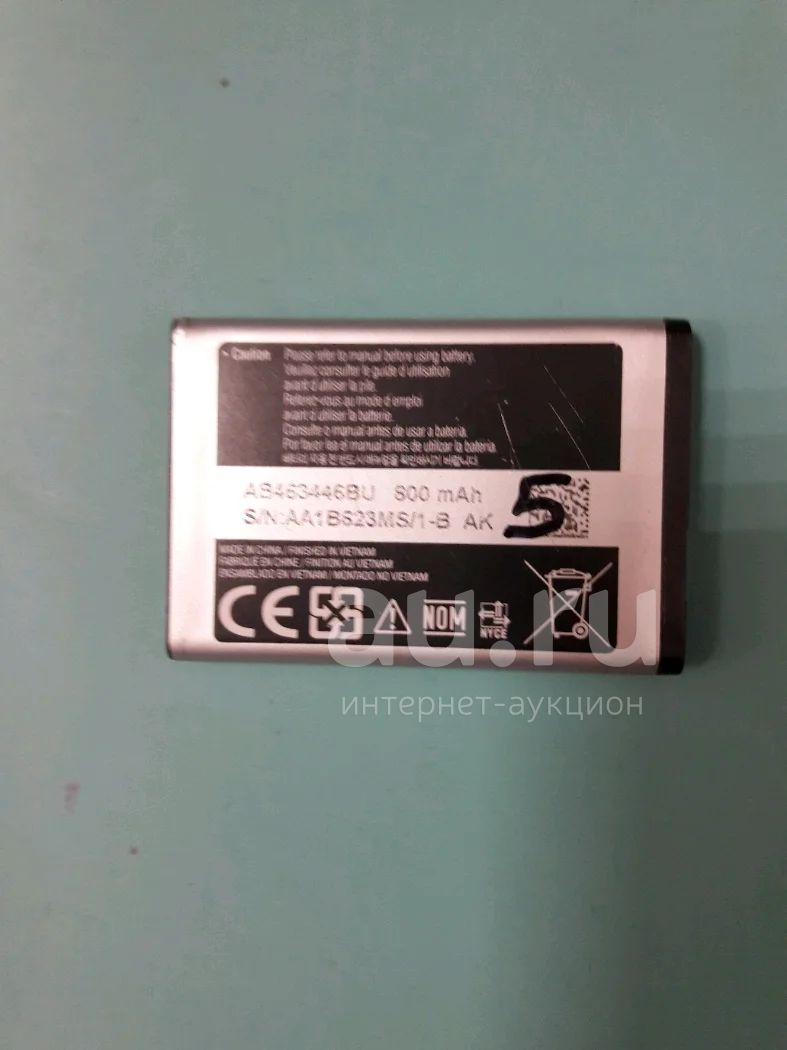 Caution Please refer to manual before using battery.
Veuillez consulter le guide d'utilisation
avant d'utiliser la pile.
Referez-vous au mode d'emploi
avant d'utiliser la batterie.
Consulte o manual antes de usar a bateria.
Por favor lea el manual antes de utilizar la bateria.
AB463446BU 800 mAh
S/N:AA1B623MS/1-B AK
5
MADE IN CHINA / FINISHED IN VIETNAM
FABRIQUÉ EN CHINE / FINITION AU VIETNAM
ENSAMBLADO EN VIETNAM / MONTADO NO VIETNAM
CE
NOM
NYCE
au.ru
интернет-аукцион